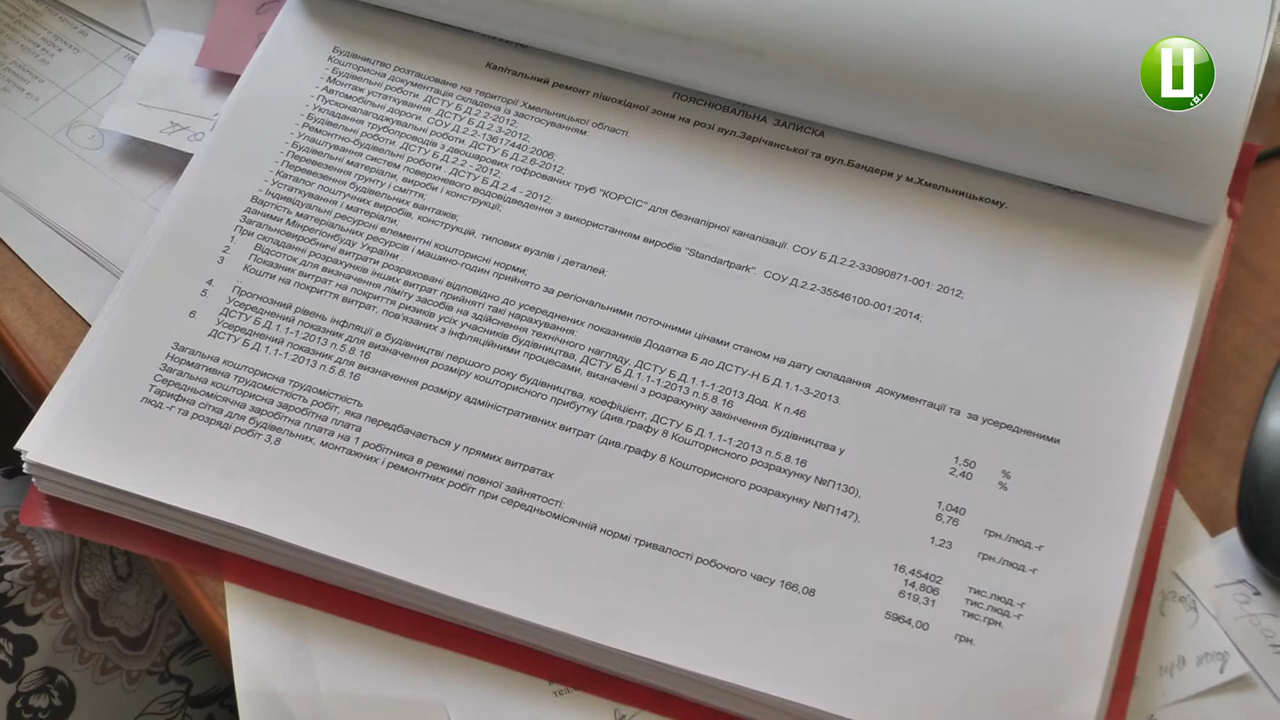 ПОЯСНЮВАЛЬНА ЗАПИСКА
Капітальний ремонт пішохідної зони на розі вул.Зарічанської та вул.Бандери у м.Хмельницькому.
Будівництво розташоване на території Хмельницької області.
Кошторисна документація складена із застосуванням:
- Будівельні роботи. ДСТУ Б Д.2.2-2012;
- Монтаж устаткування. ДСТУ Б Д.2.3-2012;
- Автомобільні дороги. СОУ Д.2.2-13617440:2006;
- Пусконалагоджувальні роботи. ДСТУ Б Д.2.6-2012;
- Укладання трубопроводів з двошарових гофрованих труб "КОРСІС" для безнапірної каналізації. СОУ Б Д.2.2-33090871-001: 2012;
- Будівельні роботи. ДСТУ Б Д.2.2 - 2012;
- Ремонтно-будівельні роботи . ДСТУ Б Д.2.4 - 2012;
- Улаштування систем поверхневого водовідведення з використанням виробів "Standartpark". СОУ Д.2.2-35546100-001:2014;
- Будівельні матеріали, вироби і конструкції;
- Перевезення ґрунту і сміття;
- Перевезення будівельних вантажів;
- Каталог поштучних виробів, конструкцій, типових вузлів і деталей;
- Устаткування і матеріали;
- Індивідуальні ресурсні елементні кошторисні норми;
Вартість матеріальних ресурсів і машино-годин прийнято за регіональними поточними цінами станом на дату складання документації та за усередненими
даними Мінрегіонбуду України .
Загальновиробничі витрати розраховані відповідно до усереднених показників Додатка Б до ДСТУ-Н Б Д.1.1-3-2013.
При складанні розрахунків інших витрат прийняті такі нарахування:
1. Відсоток для визначення ліміту засобів на здійснення технічного нагляду, ДСТУ Б Д.1.1-1:2013 Дод. К п.46 1,50 %
2. Показник витрат на покриття ризиків усіх учасників будівництва, ДСТУ Б Д.1.1-1:2013 п.5.8.16 2,40 %
3 Кошти на покриття витрат, пов'язаних з інфляційними процесами, визначені з розрахунку закінчення будівництва у
..
4. Прогнозний рівень інфляції в будівництві першого року будівництва, коефіцієнт, ДСТУ Б Д.1.1-1:2013 п.5.8.16 1,040
5. Усереднений показник для визначення розміру кошторисного прибутку (див.графу 8 Кошторисного розрахунку №П130), 6,76 грн./люд.-г
ДСТУ Б Д.1.1-1:2013 п.5.8.16
6. Усереднений показник для визначення розміру адміністративних витрат (див.графу 8 Кошторисного розрахунку №П147), 1,23 грн./люд.-г
ДСТУ Б Д.1.1-1:2013 п.5.8.16
Загальна кошторисна трудомісткість 16,45402 тис.люд.-г
Нормативна трудомісткість робіт, яка передбачається у прямих витратах 14,806 тис.люд.-г
Загальна кошторисна заробітна плата 619,31 тис.грн.
Середньомісячна заробітна плата на 1 робітника в режимі повної зайнятості: 5964,00 грн.
Тарифна сітка для будівельних, монтажних і ремонтних робіт при середньомісячній нормі тривалості робочого часу 166,08
люд.-г та розряді робіт 3,8
Ц